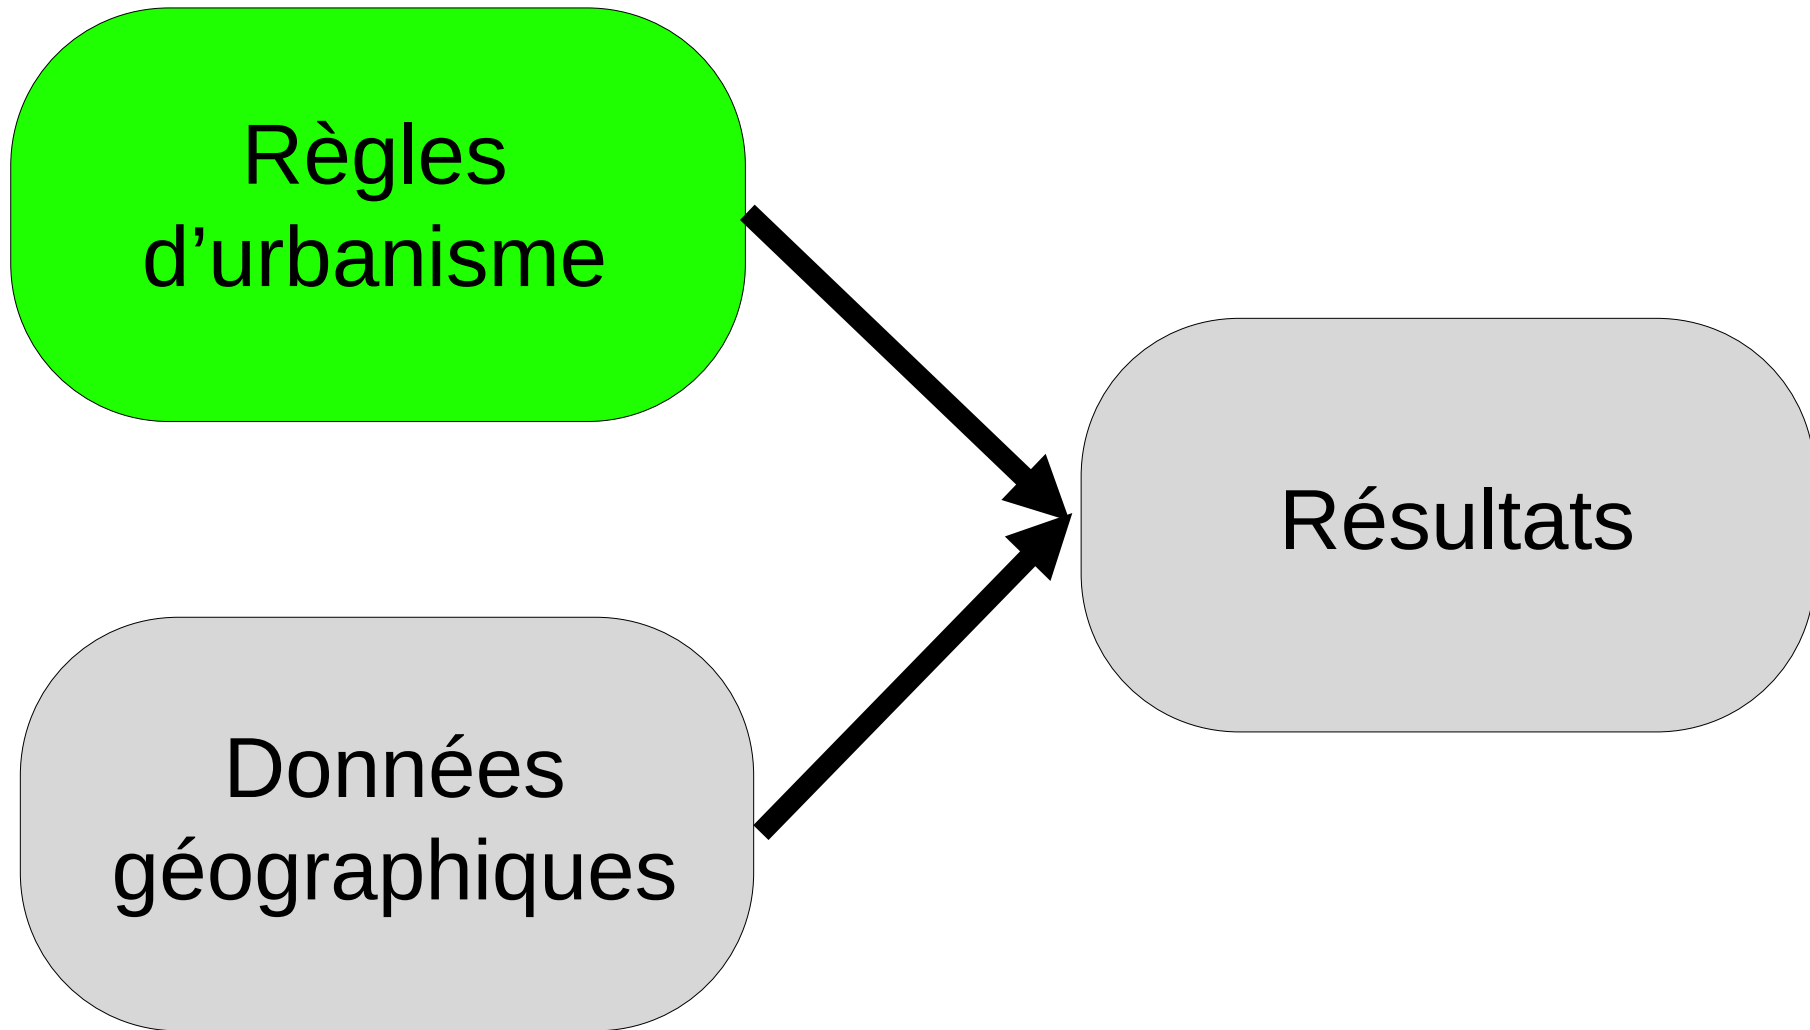 Règles
d’urbanisme
Résultats
Données
géographiques